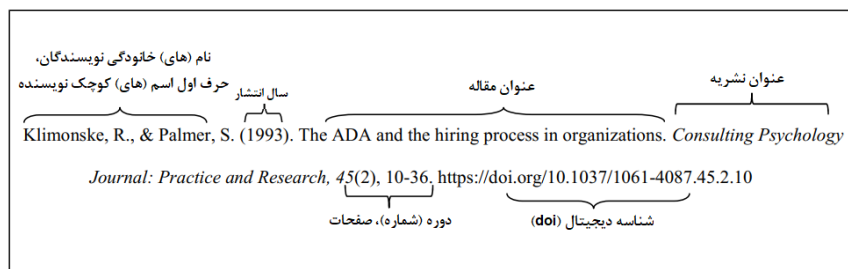 نام (های) خانودگی نویسندگان،
حرف اول اسم (های) کوچک نویسنده
سال انتشار
عنوان مقاله
عنوان نشریه
Klimonske, R., & Palmer, S. (1993). The ADA and the hiring process in organizations. Consulting Psychology
Journal: Practice and Research, 45(2), 10-36. https://doi.org/10.1037/1061-4087.45.2.10
دوره (شماره)، صفحات
شناسه دیجیتال (doi)